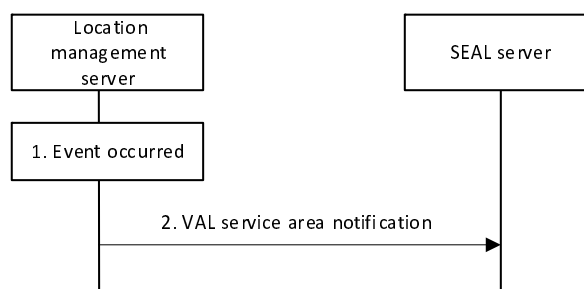 Location
management
server
SEAL server
1. Event occurred
2. VAL service area notification